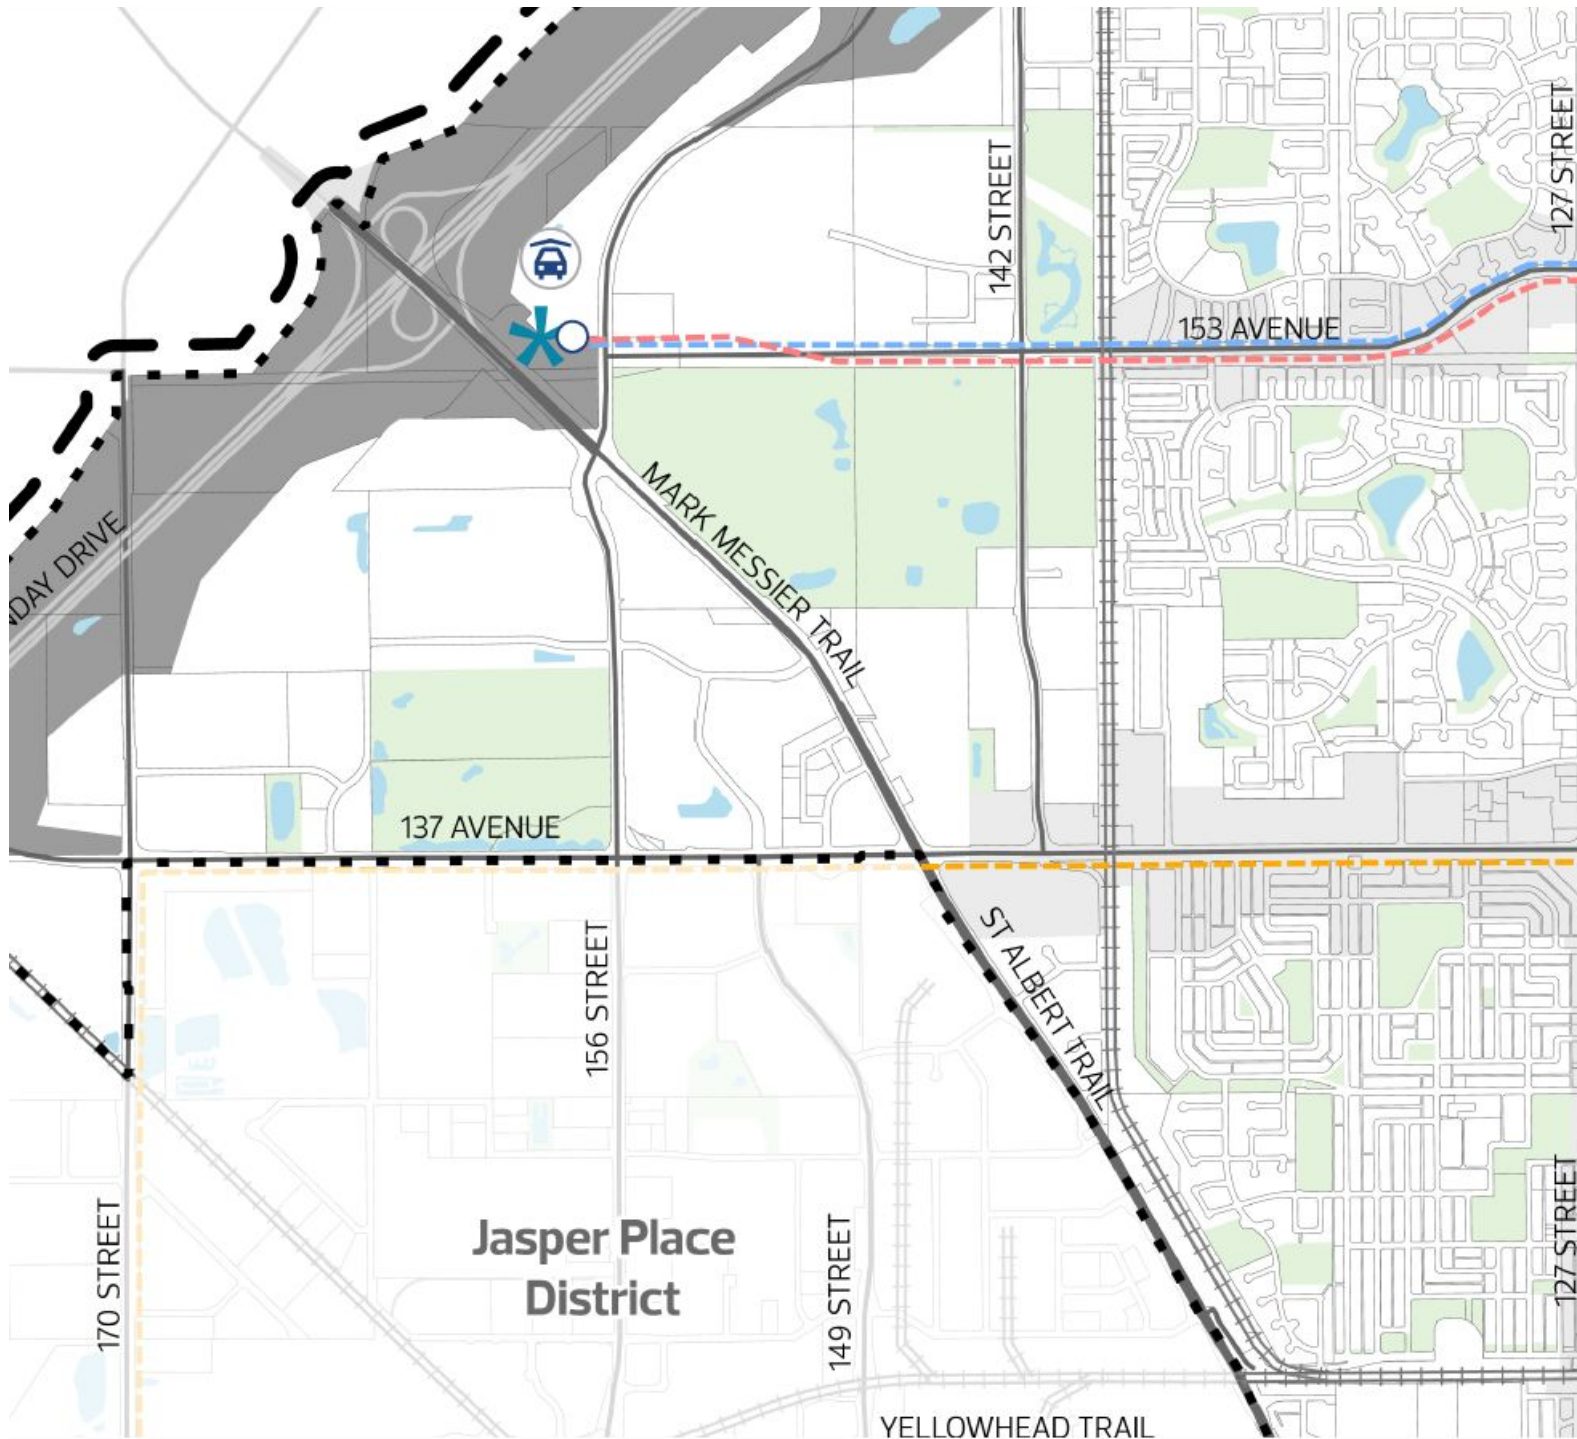 127 STREET
142 STREET
153 AVENUE
MARK MESSIER TRAIL
NDAY DRIVE
137 AVENUE
156 STREET
ST ALBERT TRAIL
170 STREET
Jasper Place
District
149 STREET
127 STREET
YELLOWHEAD TRAIL